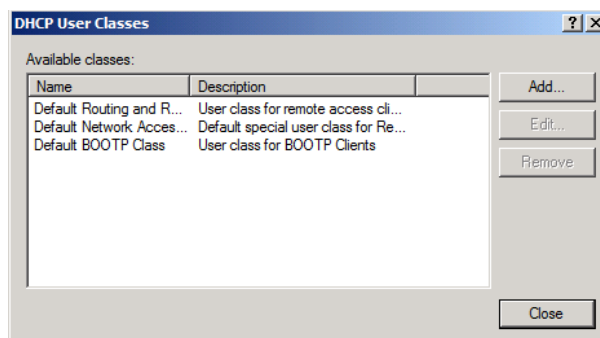 DHCP User Classes
Available classes:
Name Description
Default Routing and R... User class for remote access cli...
Default Network Acces... Default special user class for Re...
Default BOOTP Class User class for BOOTP Clients
Add...
Edit...
Remove
Close